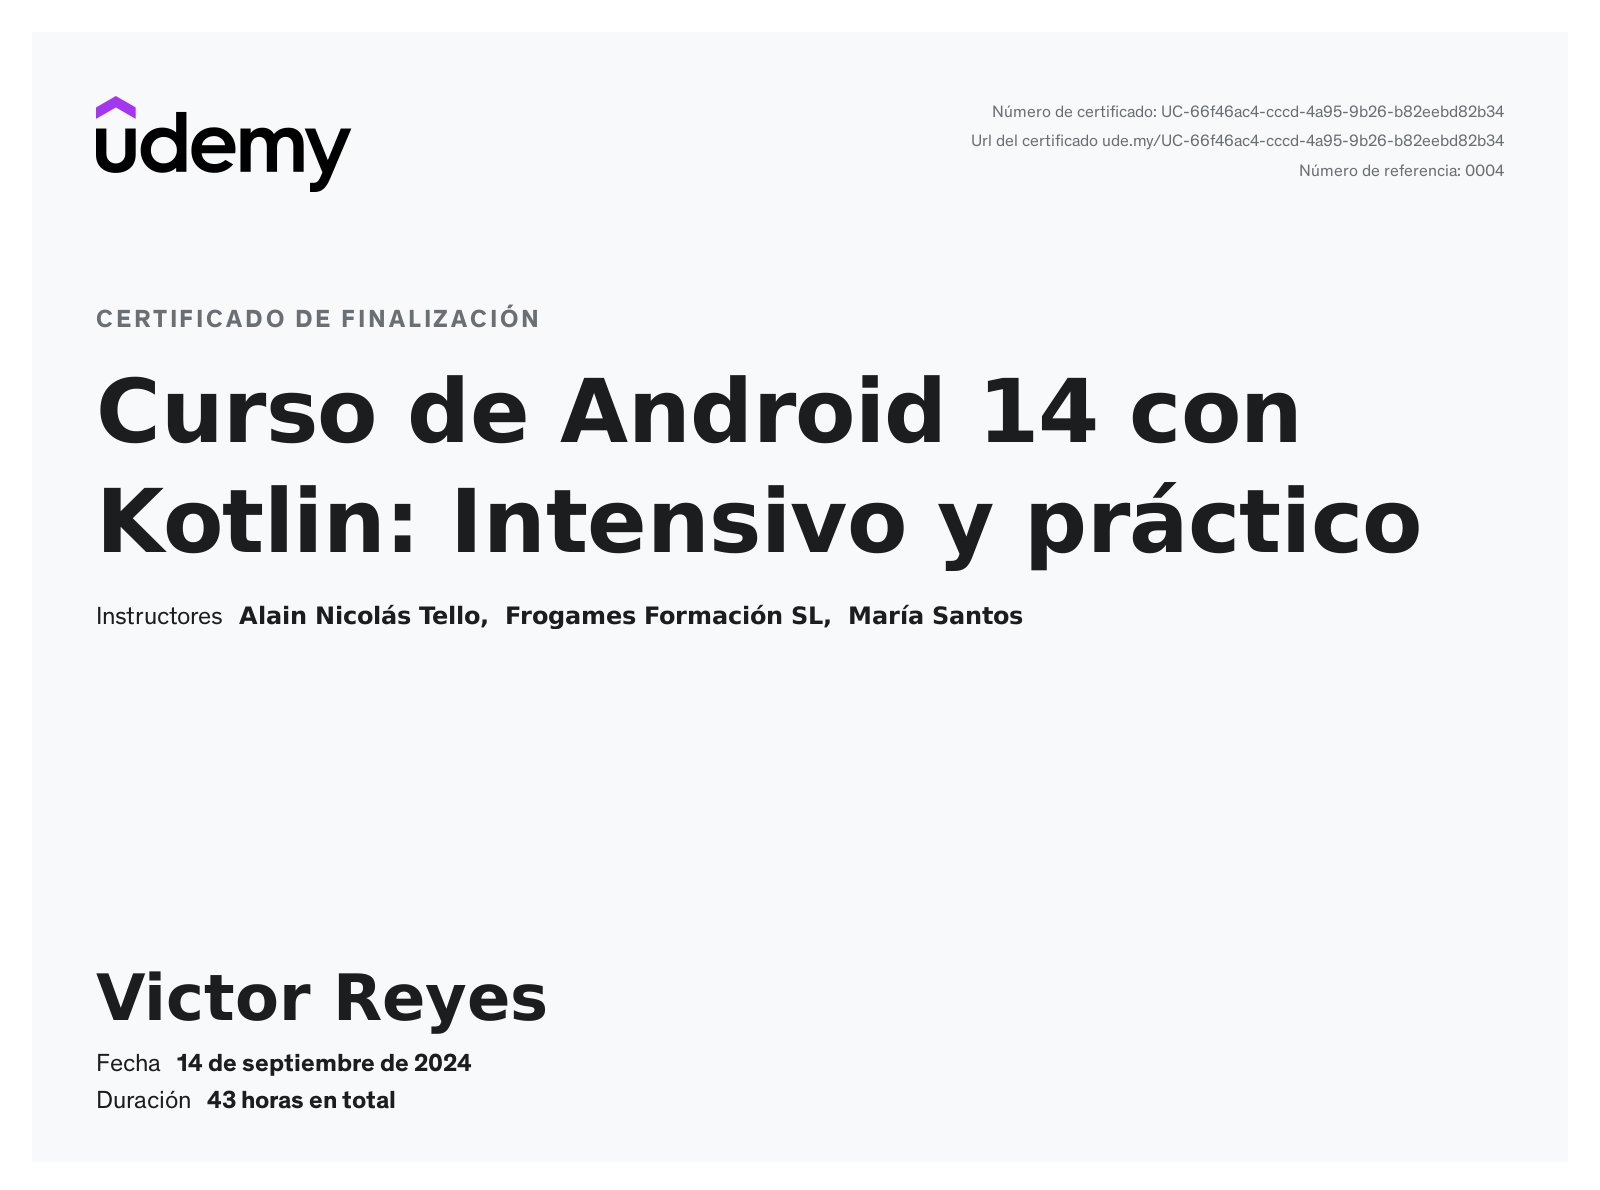 udemy
Número de certificado: UC-66f46ac4-cccd-4a95-9b26-b82eebd82b34
Url del certificado ude.my/UC-66f46ac4-cccd-4a95-9b26-b82eebd82b34
Número de referencia: 0004
CERTIFICADO DE FINALIZACIÓN
Curso de Android 14 con
Kotlin: Intensivo y práctico
Instructores Alain Nicolás Tello, Frogames Formación SL, María Santos
Victor Reyes
Fecha 14 de septiembre de 2024
Duración 43 horas en total